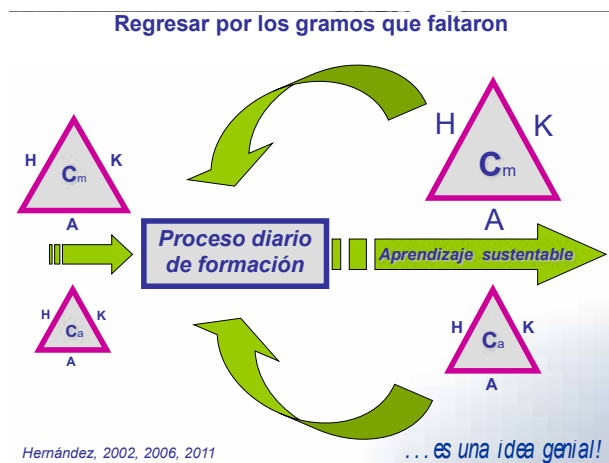 Regresar por los gramos que faltaron
H
K
Cm
A
H
K
Cm
A
Proceso diario
de formación
Aprendizaje sustentable
H
K
Ca
A
H
K
Ca
A
Hernández, 2002, 2006, 2011
...es una idea genial!